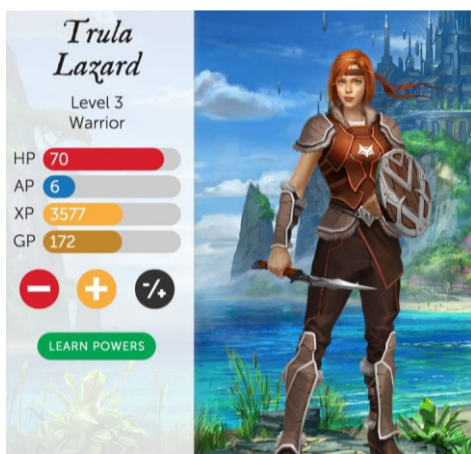 Trula
Lazard
Level 3
Warrior
HP 70
AP 6
XP 3577
GP 172
− + -/+
LEARN POWERS